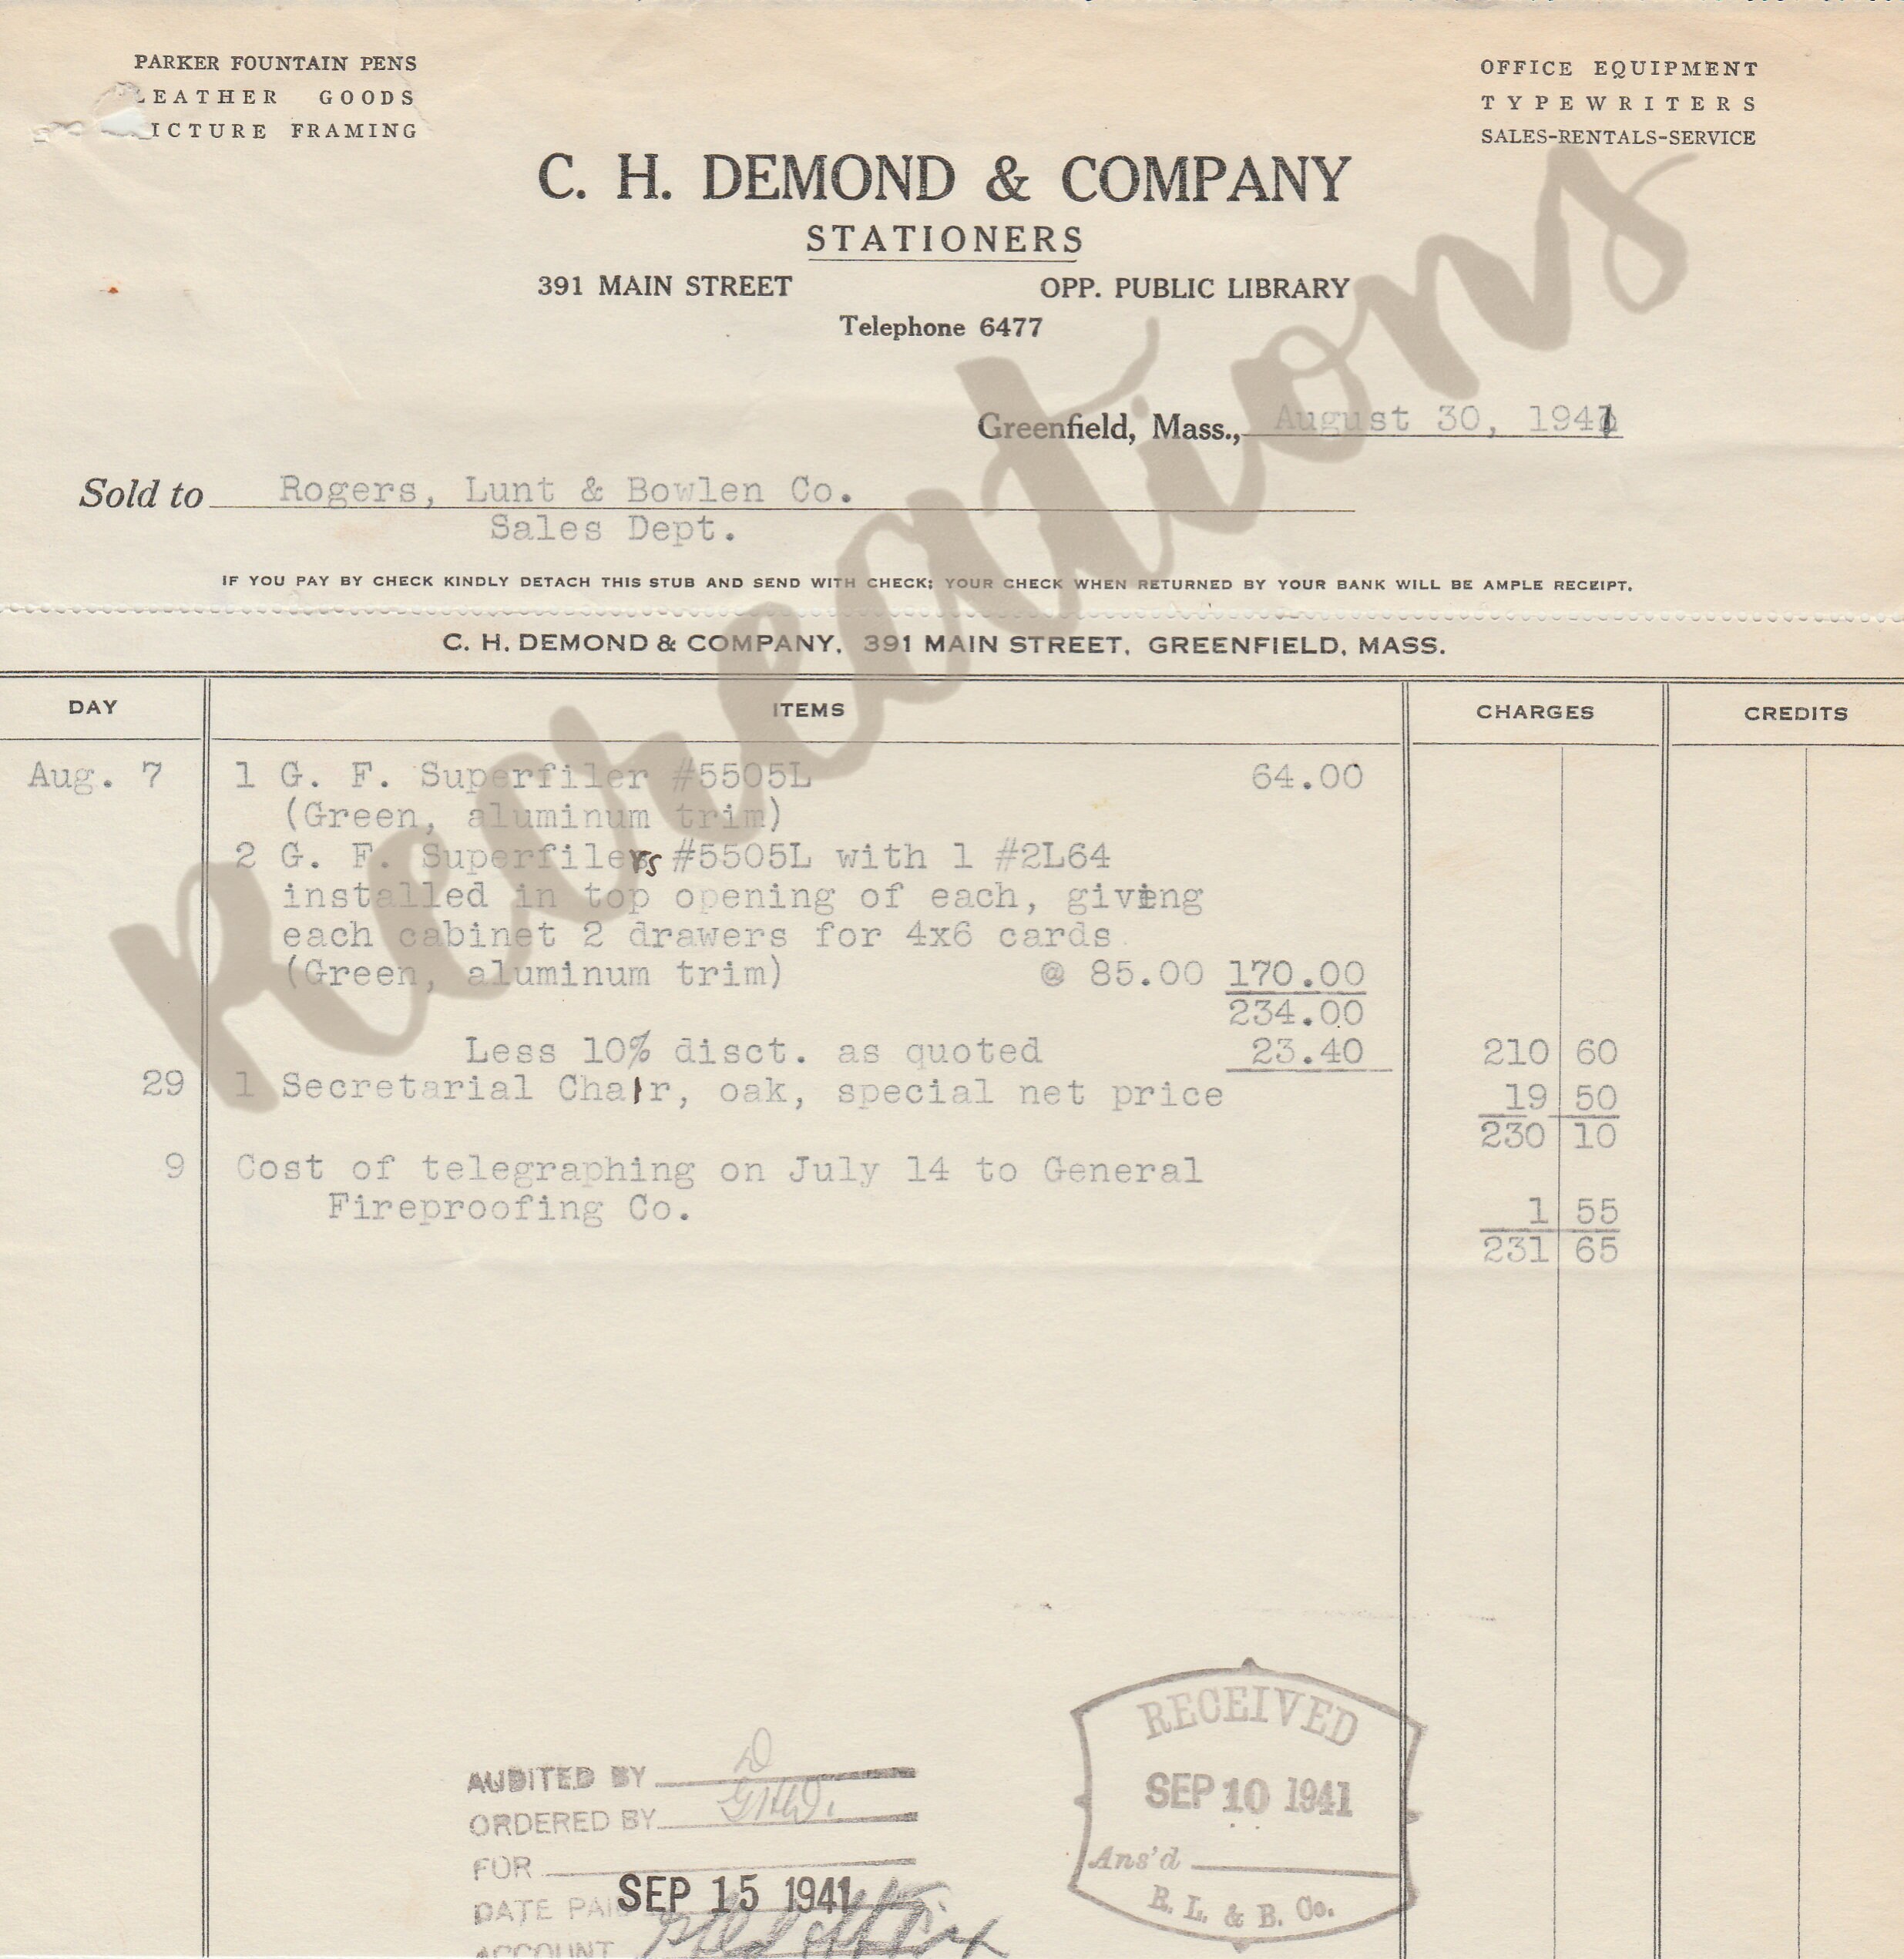 PARKER FOUNTAIN PENS
LEATHER GOODS
PICTURE FRAMING
OFFICE EQUIPMENT
TYPEWRITERS
SALES-RENTALS-SERVICE
C. H. DEMOND & COMPANY
STATIONERS
391 MAIN STREET OPP. PUBLIC LIBRARY
Telephone 6477
Greenfield, Mass., August 30, 1941
Sold to Rogers, Lunt & Bowlen Co.
Sales Dept.
IF YOU PAY BY CHECK KINDLY DETACH THIS STUB AND SEND WITH CHECK; YOUR CHECK WHEN RETURNED BY YOUR BANK WILL BE AMPLE RECEIPT.
C. H. DEMOND & COMPANY, 391 MAIN STREET, GREENFIELD, MASS.
DAY ITEMS CHARGES CREDITS
Aug. 7 1 G. F. Superfiler #5505L 64.00
(Green, aluminum trim)
2 G. F. Superfilers #5505L with 1 #2L64
installed in top opening of each, giving
each cabinet 2 drawers for 4x6 cards
(Green, aluminum trim) @ 85.00 170.00
234.00
Less 10% disct. as quoted 23.40 210 60
29 1 Secretarial Chair, oak, special net price 19 50
230 10
9 Cost of telegraphing on July 14 to General
Fireproofing Co. 1 55
231 65
Recreations
RECEIVED
SEP 10 1941
Ans'd
R. L. & B. Co.
AUDITED BY D
ORDERED BY
FOR
DATE PAID SEP 15 1941
ACCOUNT